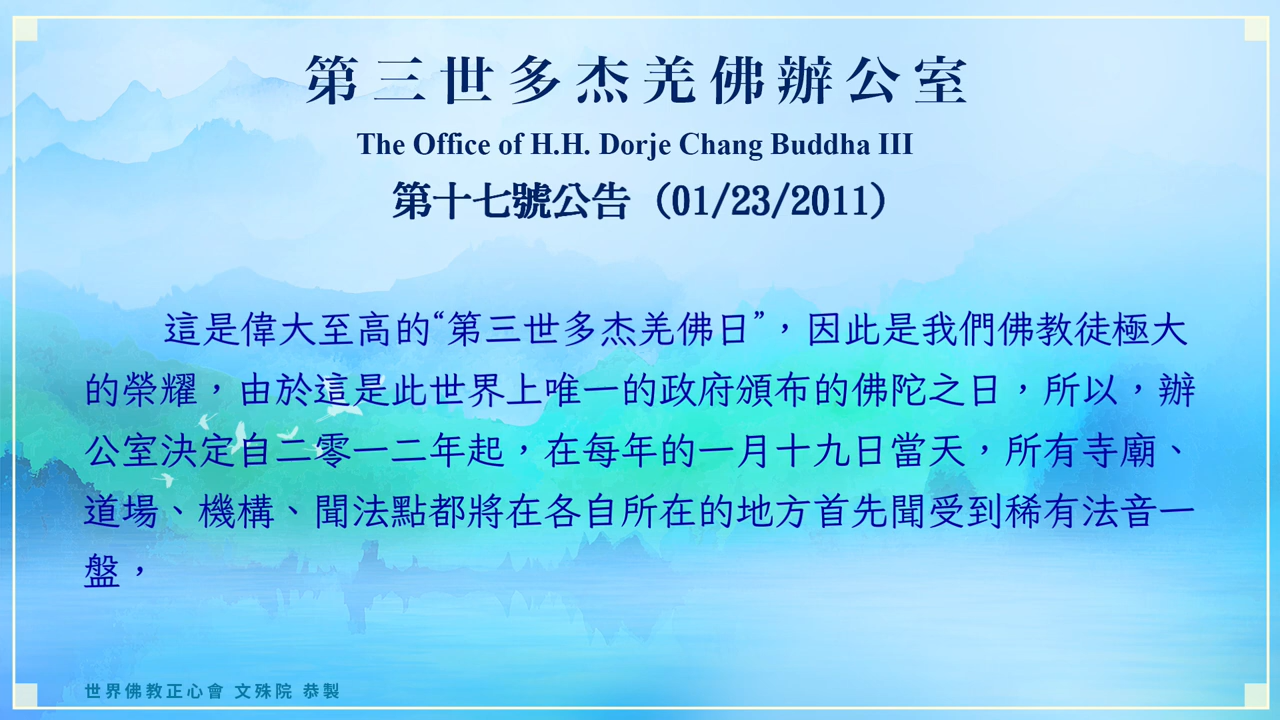 第三世多杰羌佛辦公室
The Office of H.H. Dorje Chang Buddha III
第十七號公告（01/23/2011）
這是偉大至高的“第三世多杰羌佛日”，因此是我們佛教徒極大
的榮耀，由於這是此世界上唯一的政府頒布的佛陀之日，所以，辦
公室決定自二零一二年起，在每年的一月十九日當天，所有寺廟、
道場、機構、聞法點都將在各自所在的地方首先聞受到稀有法音一
盤，
世界佛教正心會 文殊院 恭製